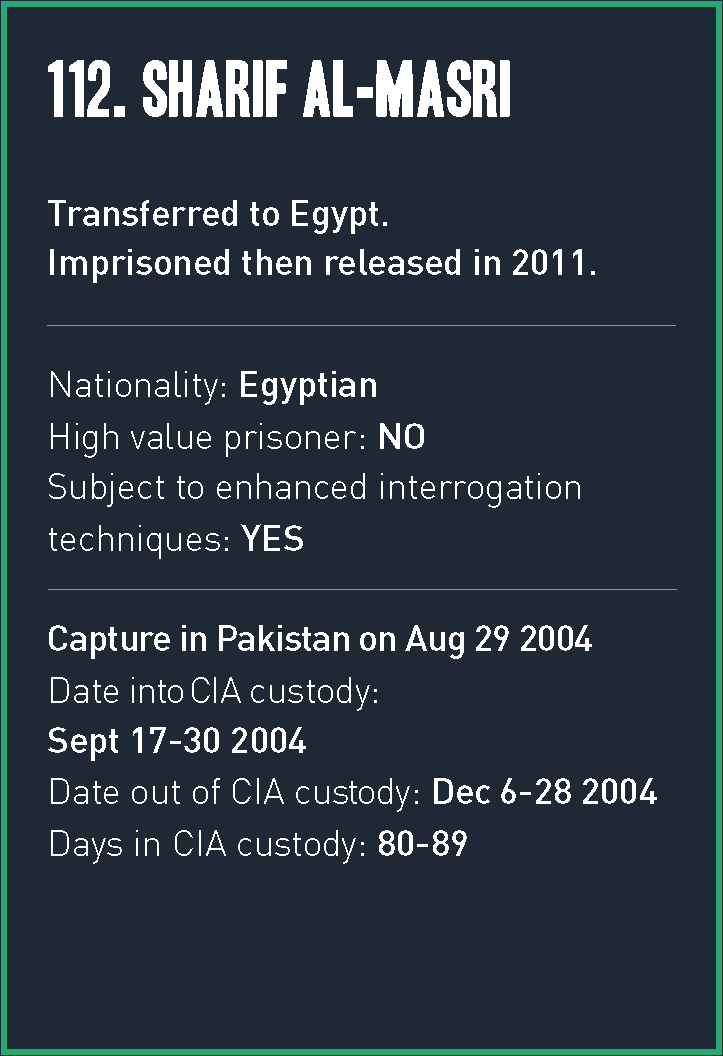 112. SHARIF AL-MASRI
Transferred to Egypt.
Imprisoned then released in 2011.
Nationality: Egyptian
High value prisoner: NO
Subject to enhanced interrogation
techniques: YES
Capture in Pakistan on Aug 29 2004
Date into CIA custody:
Sept 17-30 2004
Date out of CIA custody: Dec 6-28 2004
Days in CIA custody: 80-89